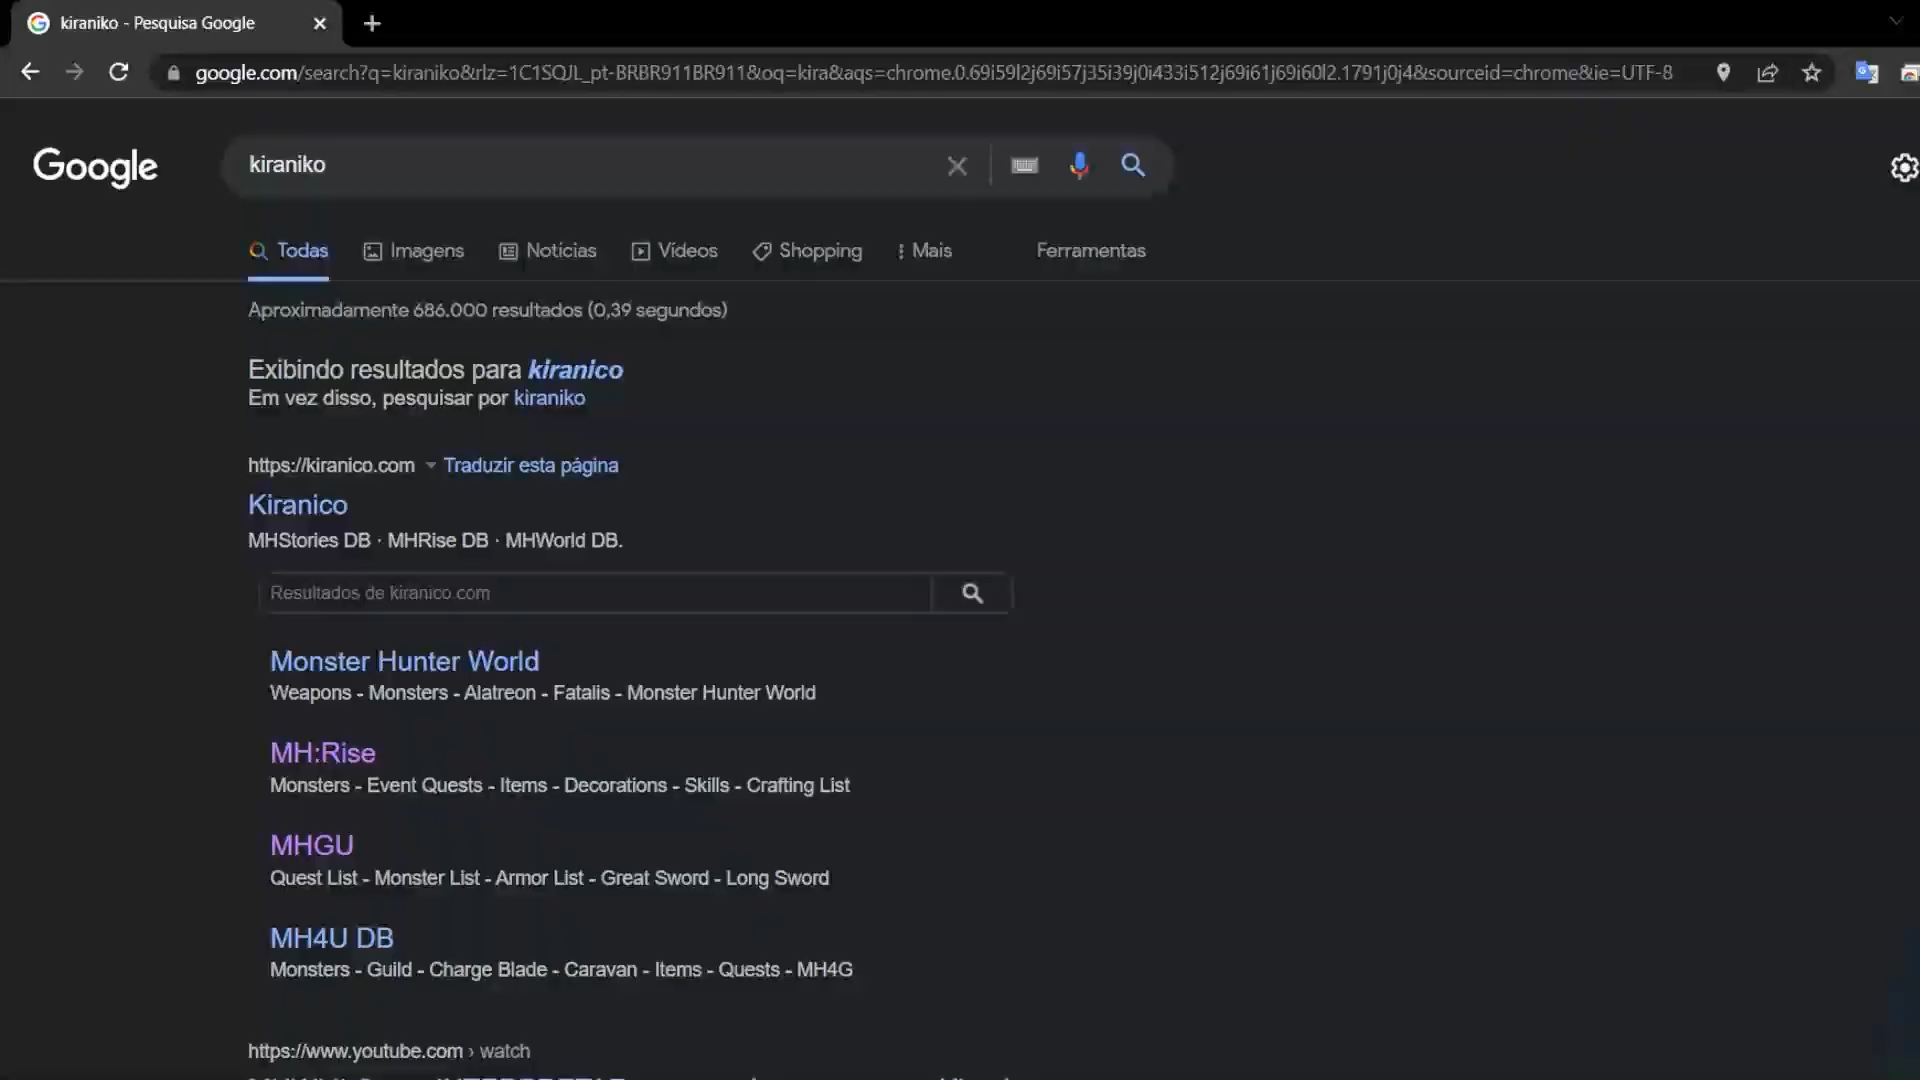 kiraniko - Pesquisa Google
google.com/search?q=kiraniko&rlz=1C1SQJL_pt-BRBR911BR911&oq=kira&aqs=chrome.0.69i59l2j69i57j35i39j0i433i512j69i61j69i60l2.1791j0j4&sourceid=chrome&ie=UTF-8
Google
kiraniko
Todas Imagens Notícias Vídeos Shopping Mais Ferramentas
Aproximadamente 686.000 resultados (0,39 segundos)
Exibindo resultados para kiranico
Em vez disso, pesquisar por kiraniko
https://kiranico.com Traduzir esta página
Kiranico
MHStories DB · MHRise DB · MHWorld DB.
Resultados de kiranico.com
Monster Hunter World
Weapons - Monsters - Alatreon - Fatalis - Monster Hunter World
MH:Rise
Monsters - Event Quests - Items - Decorations - Skills - Crafting List
MHGU
Quest List - Monster List - Armor List - Great Sword - Long Sword
MH4U DB
Monsters - Guild - Charge Blade - Caravan - Items - Quests - MH4G
https://www.youtube.com › watch